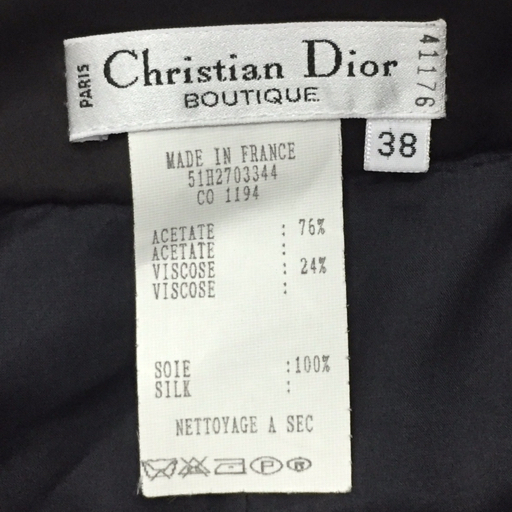 PARIS
Christian Dior
BOUTIQUE
41176
38
MADE IN FRANCE
51H2703344
CO 1194
ACETATE : 76%
ACETATE :
VISCOSE : 24%
VISCOSE :
SOIE :100%
SILK :
NETTOYAGE A SEC
P